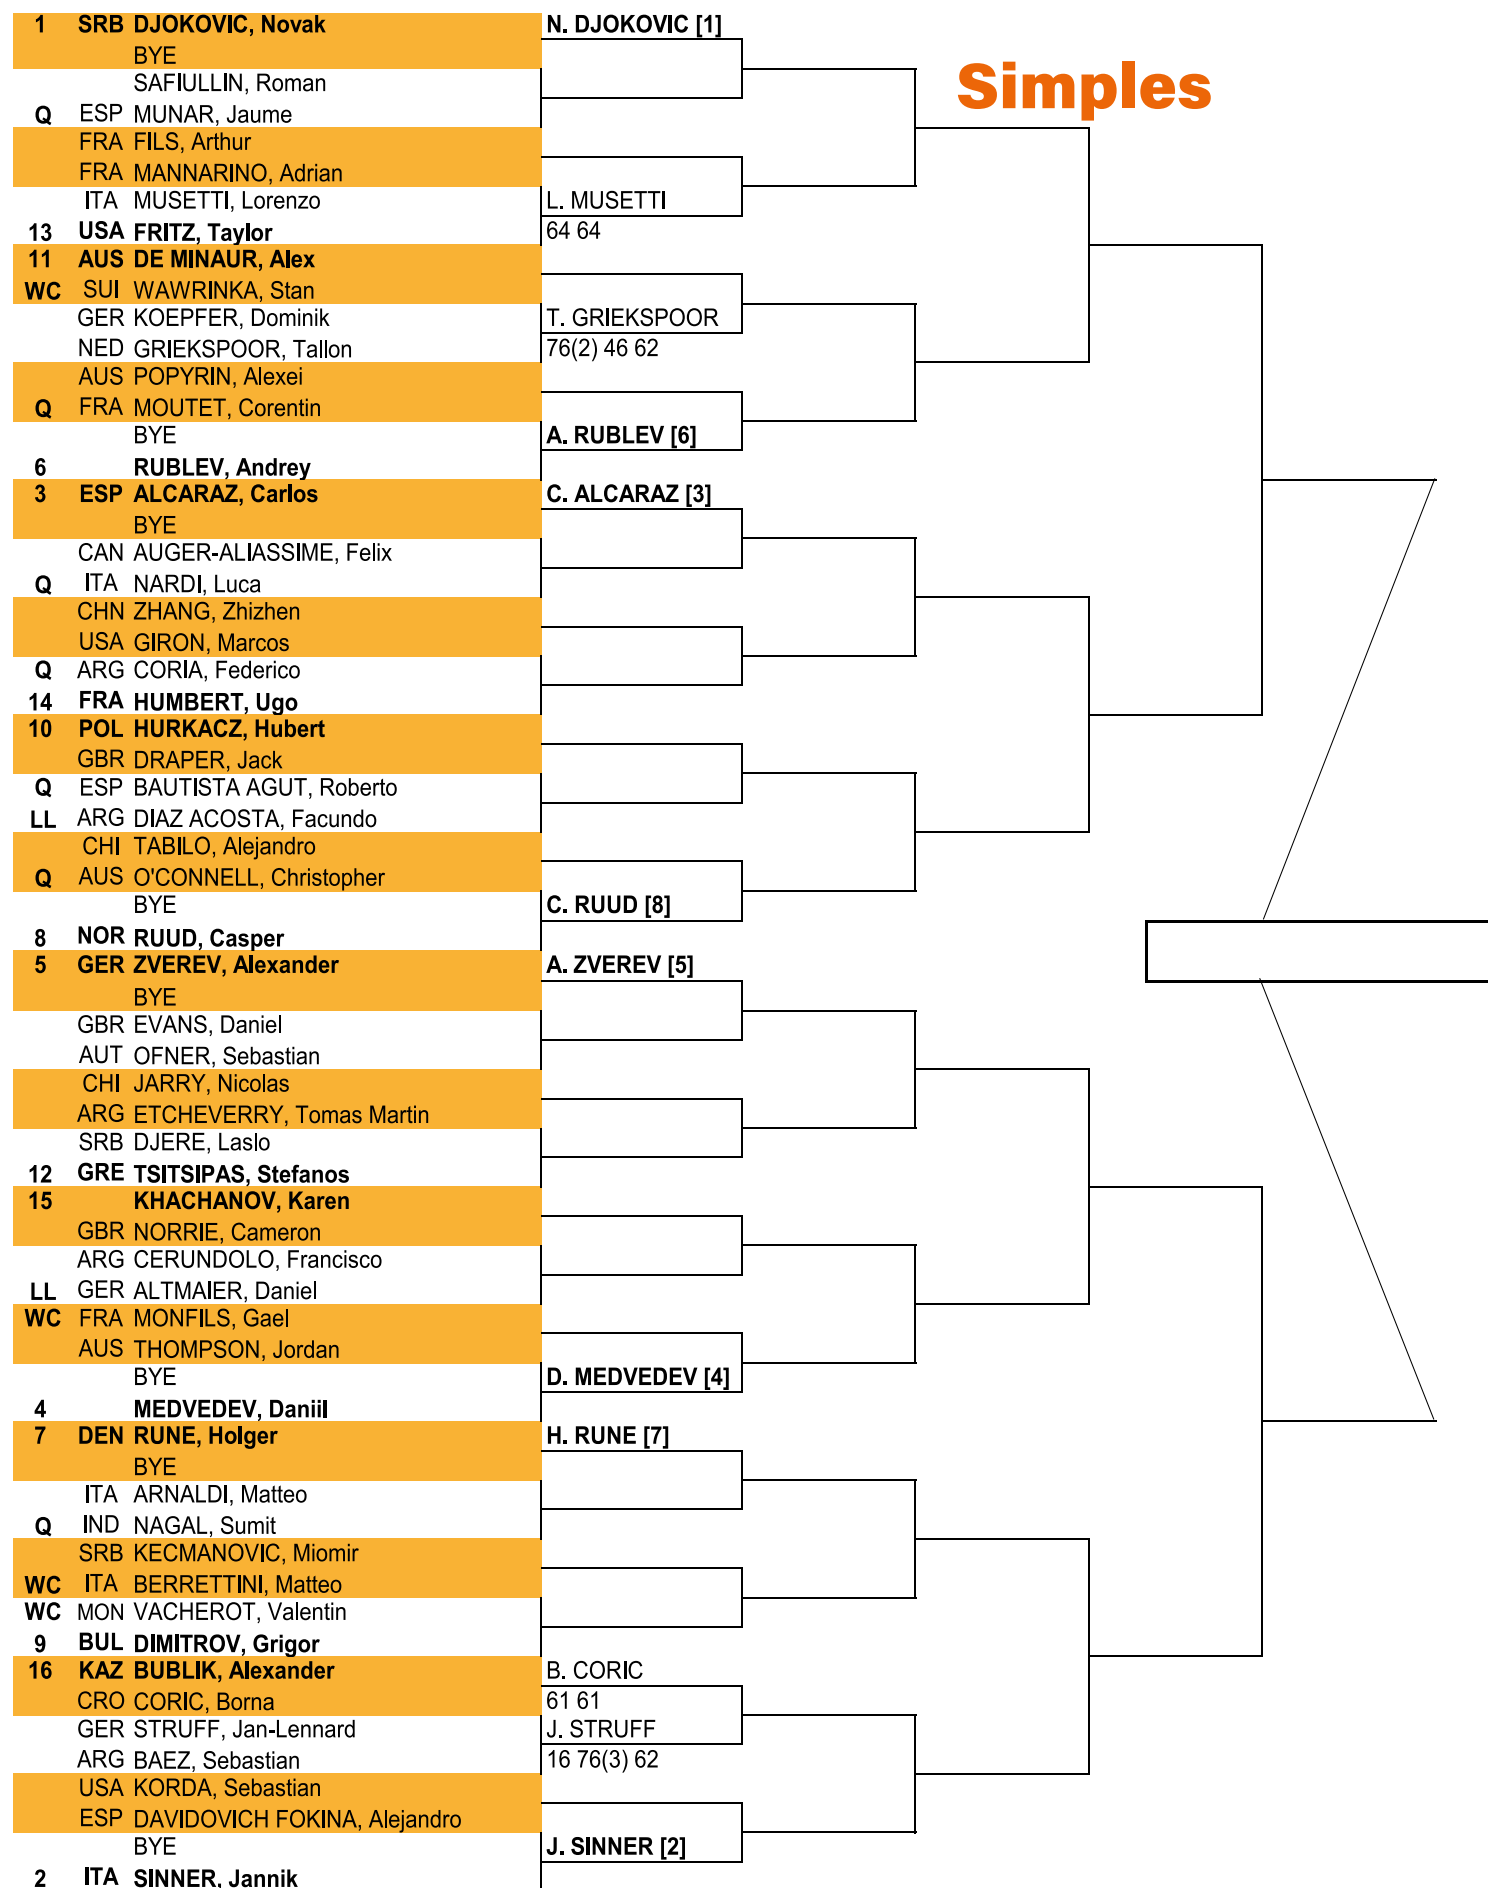 1 SRB DJOKOVIC, Novak N. DJOKOVIC [1]
BYE
Simples
SAFIULLIN, Roman
Q ESP MUNAR, Jaume
FRA FILS, Arthur
FRA MANNARINO, Adrian
ITA MUSETTI, Lorenzo L. MUSETTI
13 USA FRITZ, Taylor 64 64
11 AUS DE MINAUR, Alex
WC SUI WAWRINKA, Stan
GER KOEPFER, Dominik T. GRIEKSPOOR
NED GRIEKSPOOR, Tallon 76(2) 46 62
AUS POPYRIN, Alexei
Q FRA MOUTET, Corentin
BYE A. RUBLEV [6]
6 RUBLEV, Andrey
3 ESP ALCARAZ, Carlos C. ALCARAZ [3]
BYE
CAN AUGER-ALIASSIME, Felix
Q ITA NARDI, Luca
CHN ZHANG, Zhizhen
USA GIRON, Marcos
Q ARG CORIA, Federico
14 FRA HUMBERT, Ugo
10 POL HURKACZ, Hubert
GBR DRAPER, Jack
Q ESP BAUTISTA AGUT, Roberto
LL ARG DIAZ ACOSTA, Facundo
CHI TABILO, Alejandro
Q AUS O'CONNELL, Christopher
BYE C. RUUD [8]
8 NOR RUUD, Casper
5 GER ZVEREV, Alexander A. ZVEREV [5]
BYE
GBR EVANS, Daniel
AUT OFNER, Sebastian
CHI JARRY, Nicolas
ARG ETCHEVERRY, Tomas Martin
SRB DJERE, Laslo
12 GRE TSITSIPAS, Stefanos
15 KHACHANOV, Karen
GBR NORRIE, Cameron
ARG CERUNDOLO, Francisco
LL GER ALTMAIER, Daniel
WC FRA MONFILS, Gael
AUS THOMPSON, Jordan
BYE D. MEDVEDEV [4]
4 MEDVEDEV, Daniil
7 DEN RUNE, Holger H. RUNE [7]
BYE
ITA ARNALDI, Matteo
Q IND NAGAL, Sumit
SRB KECMANOVIC, Miomir
WC ITA BERRETTINI, Matteo
WC MON VACHEROT, Valentin
9 BUL DIMITROV, Grigor
16 KAZ BUBLIK, Alexander B. CORIC
CRO CORIC, Borna 61 61
GER STRUFF, Jan-Lennard J. STRUFF
ARG BAEZ, Sebastian 16 76(3) 62
USA KORDA, Sebastian
ESP DAVIDOVICH FOKINA, Alejandro
BYE J. SINNER [2]
2 ITA SINNER, Jannik